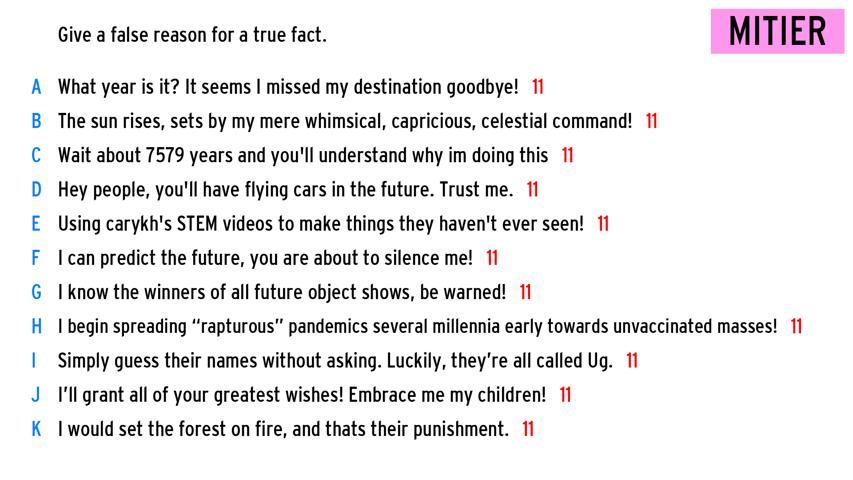 Give a false reason for a true fact.
MITIER
A What year is it? It seems I missed my destination goodbye! 11
B The sun rises, sets by my mere whimsical, capricious, celestial command! 11
C Wait about 7579 years and you'll understand why im doing this 11
D Hey people, you'll have flying cars in the future. Trust me. 11
E Using carykh's STEM videos to make things they haven't ever seen! 11
F I can predict the future, you are about to silence me! 11
G I know the winners of all future object shows, be warned! 11
H I begin spreading “rapturous” pandemics several millennia early towards unvaccinated masses! 11
I Simply guess their names without asking. Luckily, they’re all called Ug. 11
J I’ll grant all of your greatest wishes! Embrace me my children! 11
K I would set the forest on fire, and thats their punishment. 11